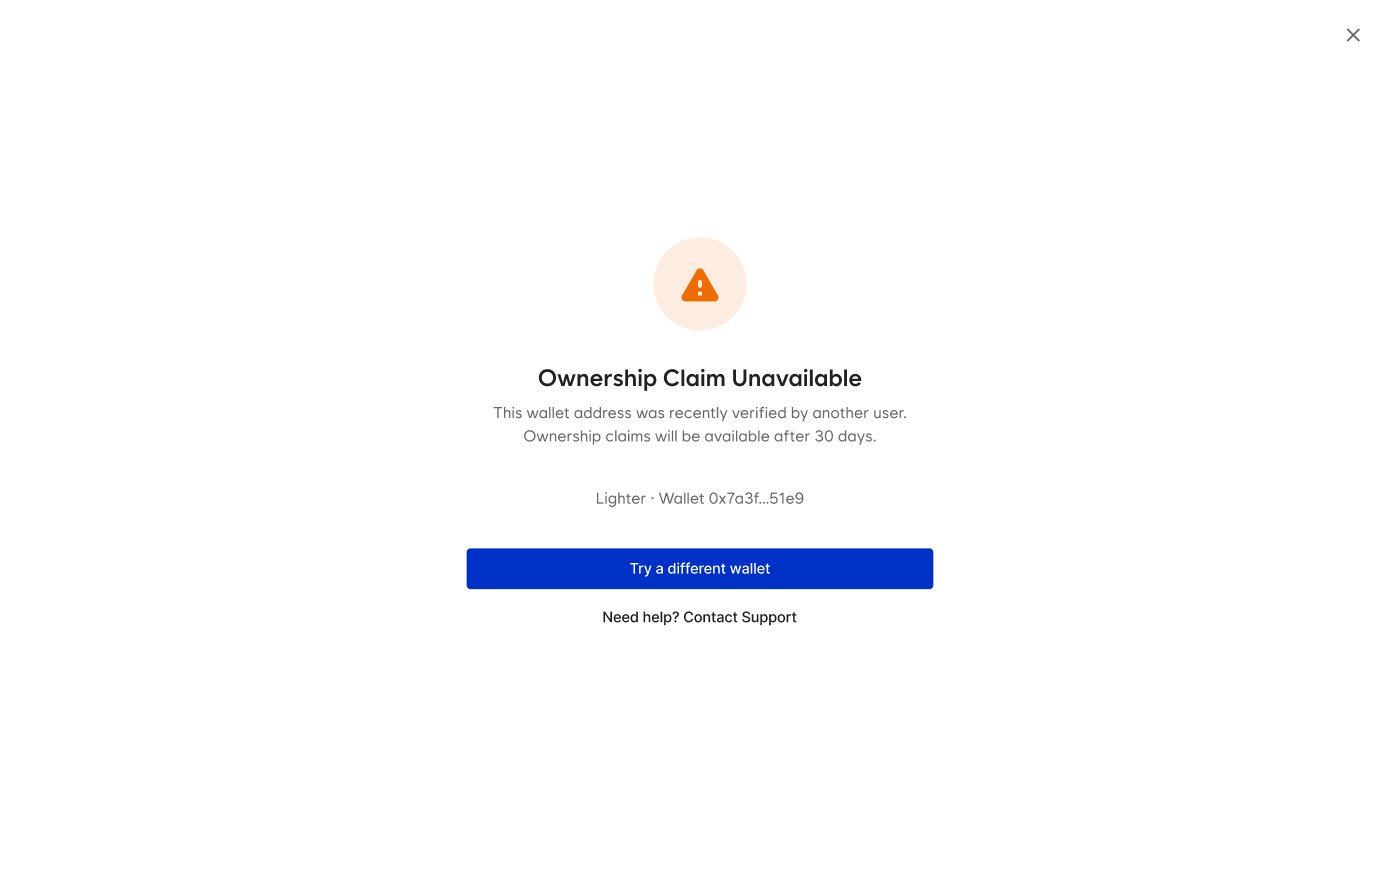 Ownership Claim Unavailable
This wallet address was recently verified by another user.
Ownership claims will be available after 30 days.
Lighter · Wallet 0x7a3f...51e9
Try a different wallet
Need help? Contact Support